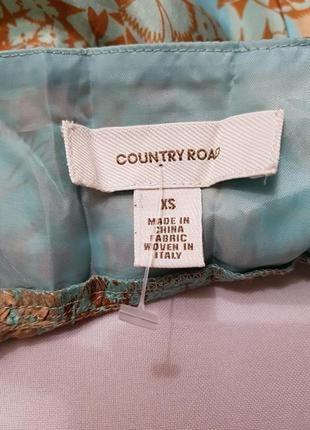 COUNTRY ROAD
XS
MADE IN
CHINA
FABRIC
WOVEN IN
ITALY